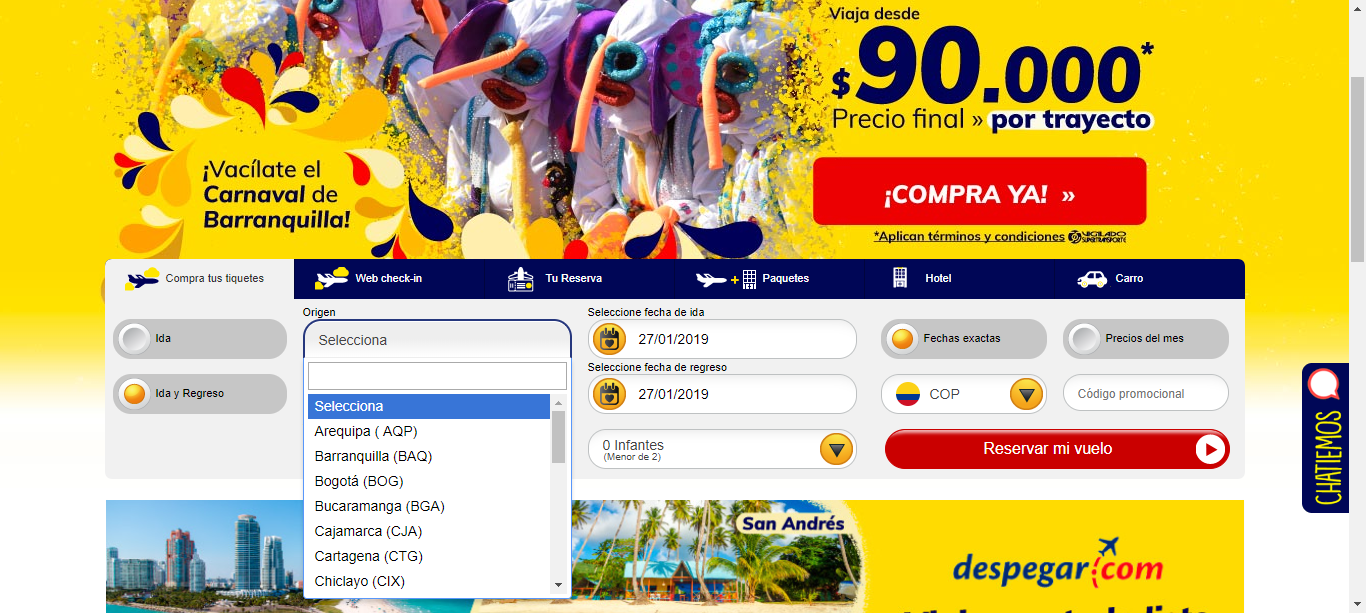 Viaja desde
$90.000*
Precio final » por trayecto
¡Vacílate el
Carnaval de
Barranquilla!
¡COMPRA YA! »
*Aplican términos y condiciones
VIGILADO
SUPERTRANSPORTE
Compra tus tiquetes
Web check-in
Tu Reserva
Paquetes
Hotel
Carro
Ida
Ida y Regreso
Origen
Selecciona
Selecciona
Arequipa ( AQP)
Barranquilla (BAQ)
Bogotá (BOG)
Bucaramanga (BGA)
Cajamarca (CJA)
Cartagena (CTG)
Chiclayo (CIX)
Seleccione fecha de ida
27/01/2019
Seleccione fecha de regreso
27/01/2019
0 Infantes
(Menor de 2)
Fechas exactas
Precios del mes
COP
Código promocional
Reservar mi vuelo
CHATIEMOS
San Andrés
despegar.com